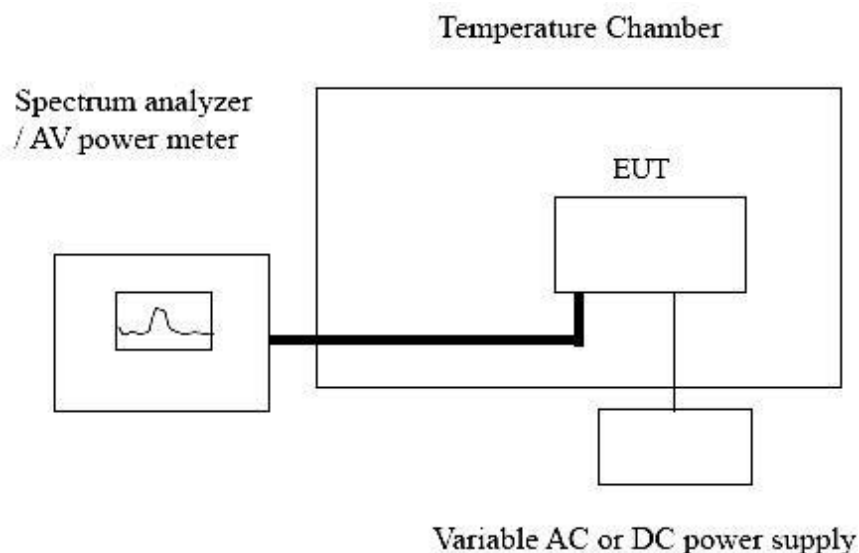 Temperature Chamber
Spectrum analyzer
/ AV power meter
EUT
Variable AC or DC power supply